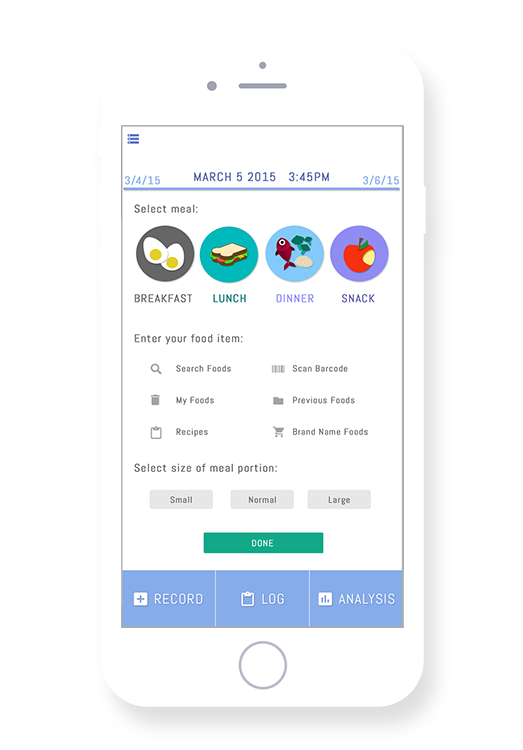 3/4/15 MARCH 5 2015 3:45PM 3/6/15
Select meal:
BREAKFAST LUNCH DINNER SNACK
Enter your food item:
Search Foods Scan Barcode
My Foods Previous Foods
Recipes Brand Name Foods
Select size of meal portion:
Small Normal Large
DONE
RECORD LOG ANALYSIS